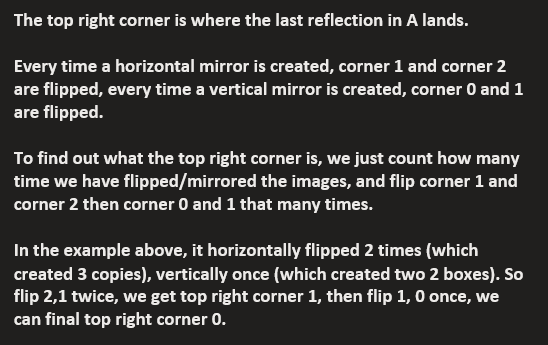 The top right corner is where the last reflection in A lands.
Every time a horizontal mirror is created, corner 1 and corner 2
are flipped, every time a vertical mirror is created, corner 0 and 1
are flipped.
To find out what the top right corner is, we just count how many
time we have flipped/mirrored the images, and flip corner 1 and
corner 2 then corner 0 and 1 that many times.
In the example above, it horizontally flipped 2 times (which
created 3 copies), vertically once (which created two 2 boxes). So
flip 2,1 twice, we get top right corner 1, then flip 1, 0 once, we
can final top right corner 0.